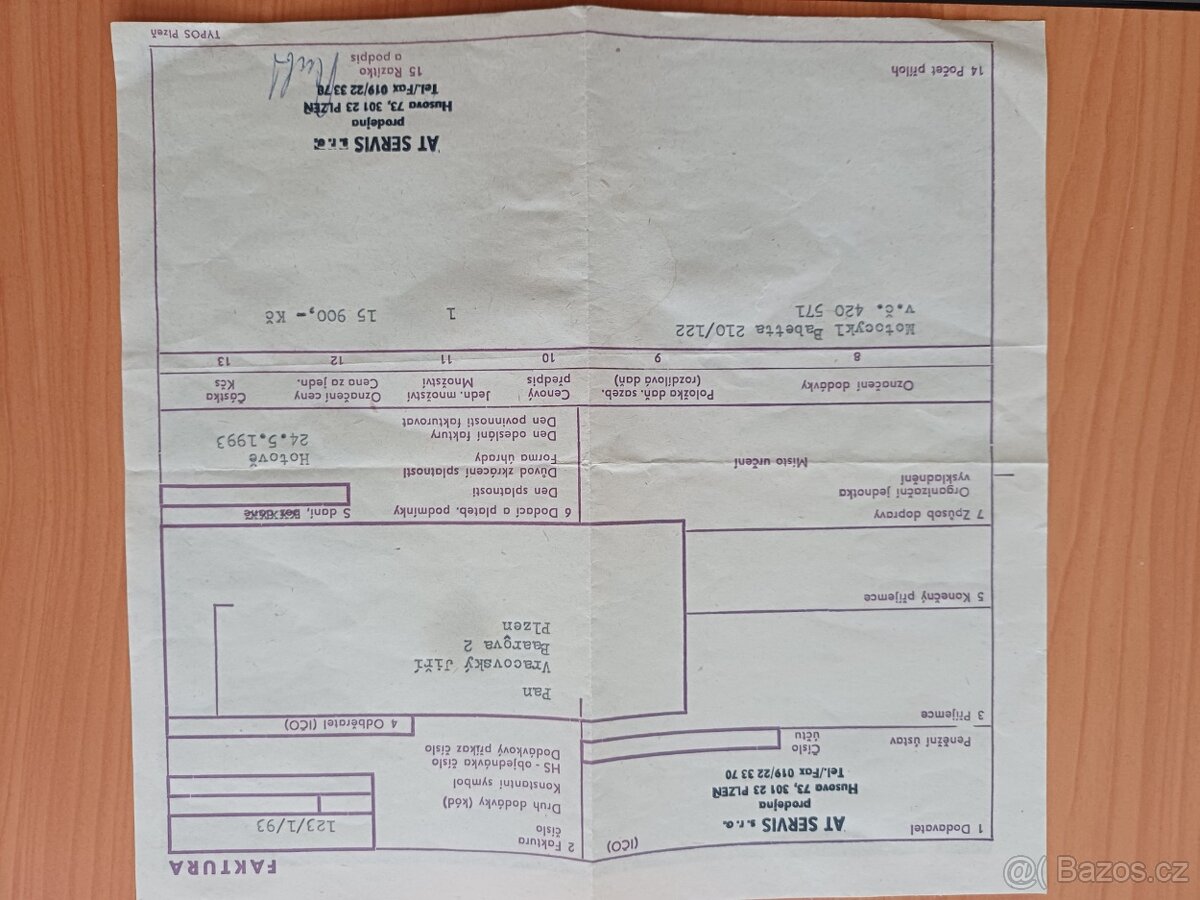 FAKTURA
1 Dodavatel
(IČO)
AT SERVIS s. r. o.
prodejna
Husova 73, 301 23 PLZEŇ
Tel./Fax 019/22 33 70
2 Faktura
číslo
123/1/93
Druh dodávky (kód)
Konstantní symbol
HS - objednávka číslo
Dodávkový příkaz číslo
Peněžní ústav
Číslo
účtu
3 Příjemce
4 Odběratel (IČO)
Pan
Vracovský Jiří
Baarova 2
Plzen
5 Konečný příjemce
7 Způsob dopravy
Organizační jednotka
vyskladnění
Místo určení
6 Dodací a plateb. podmínky
S daní, bez daně
Den splatnosti
Důvod zkrácení splatnosti
Forma úhrady
Hotově
Den odeslání faktury
24.5.1993
Den povinnosti fakturovat
Označení dodávky
Položka daň. sazeb.
(rozdílová daň)
Cenový
předpis
Jedn. množství
Množství
Označení ceny
Cena za jedn.
Částka
Kčs
8 9 10 11 12 13
Motocykl Babetta 210/122
v.č. 420 571
1 15 900,- Kč
14 Počet příloh
AT SERVIS s. r. o.
prodejna
Husova 73, 301 23 PLZEŇ
Tel./Fax 019/22 33 70
15 Razítko
a podpis
TYPOS Plzeň
@( Bazos.cz